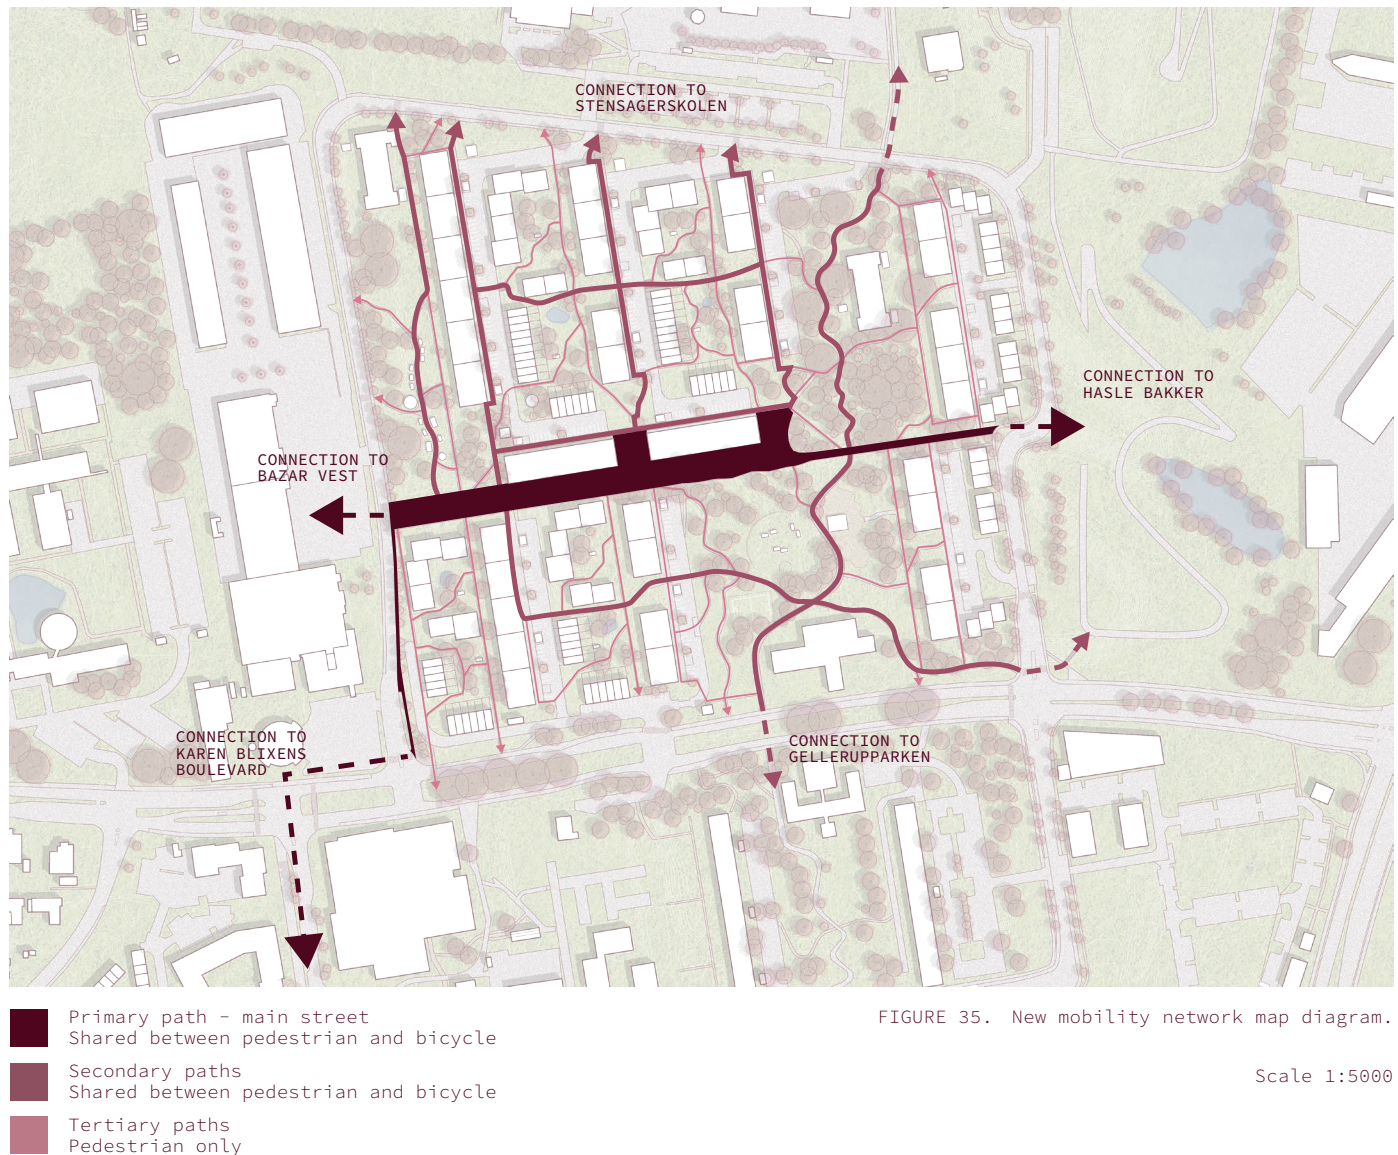 CONNECTION TO
STENSAGERSKOLEN
CONNECTION TO
HASLE BAKKER
CONNECTION TO
BAZAR VEST
CONNECTION TO
KAREN BLIXENS
BOULEVARD
CONNECTION TO
GELLERUPPARKEN
Primary path – main street
Shared between pedestrian and bicycle
Secondary paths
Shared between pedestrian and bicycle
Tertiary paths
Pedestrian only
FIGURE 35. New mobility network map diagram.
Scale 1:5000